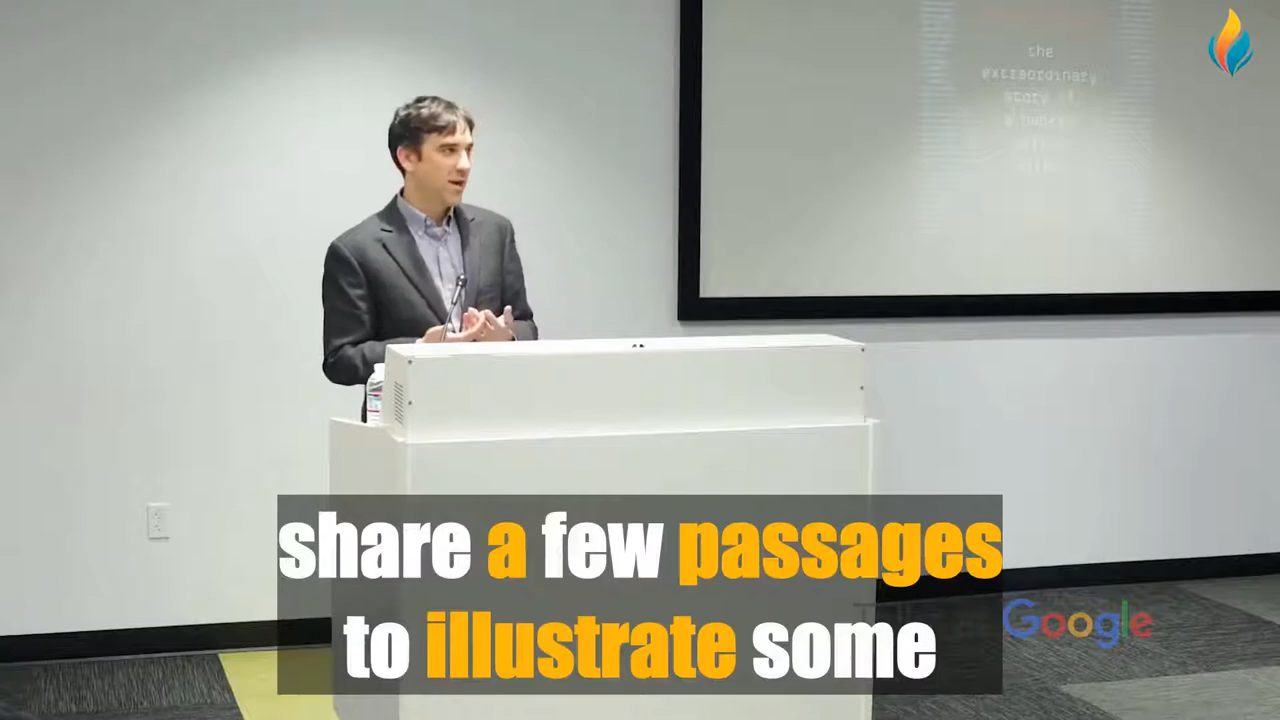 the
extraordinary
story of
share a few passages
to illustrate some
Google